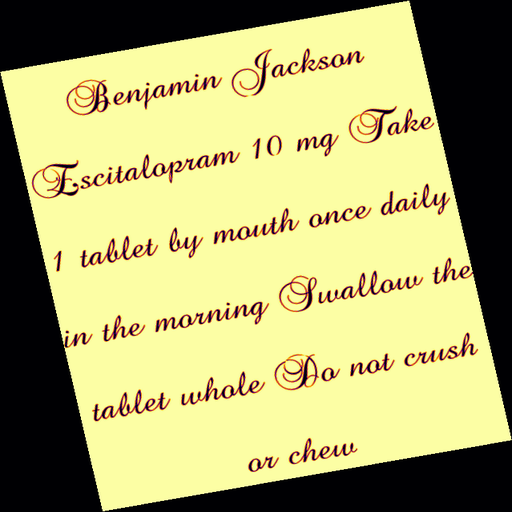 Benjamin Jackson
Escitalopram 10 mg Take
1 tablet by mouth once daily
in the morning Swallow the
tablet whole Do not crush
or chew